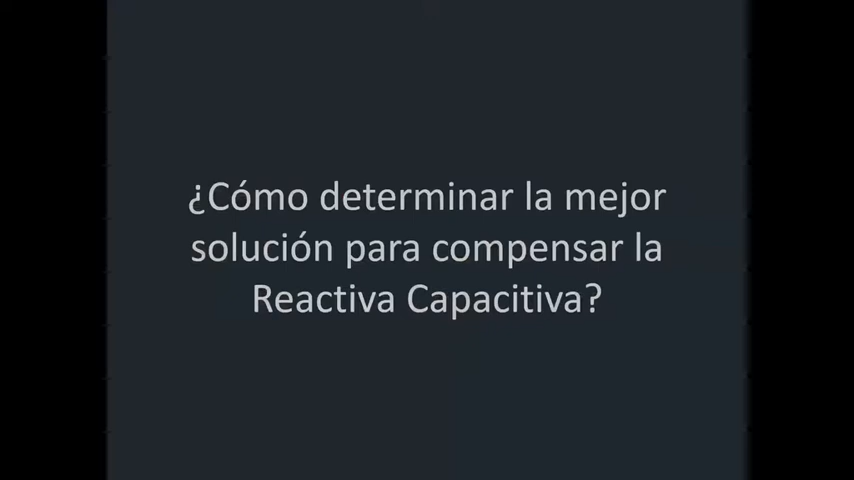 ¿Cómo determinar la mejor
solución para compensar la
Reactiva Capacitiva?